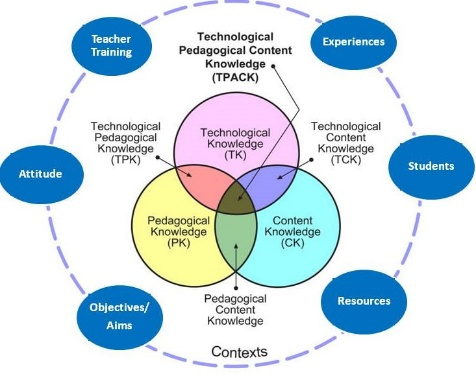 Teacher
Training
Technological
Pedagogical Content
Knowledge
(TPACK)
Experiences
Technological
Pedagogical
Knowledge
(TPK)
Technological
Knowledge
(TK)
Technological
Content
Knowledge
(TCK)
Attitude
Students
Pedagogical
Knowledge
(PK)
Content
Knowledge
(CK)
Objectives/
Aims
Pedagogical
Content
Knowledge
Resources
Contexts